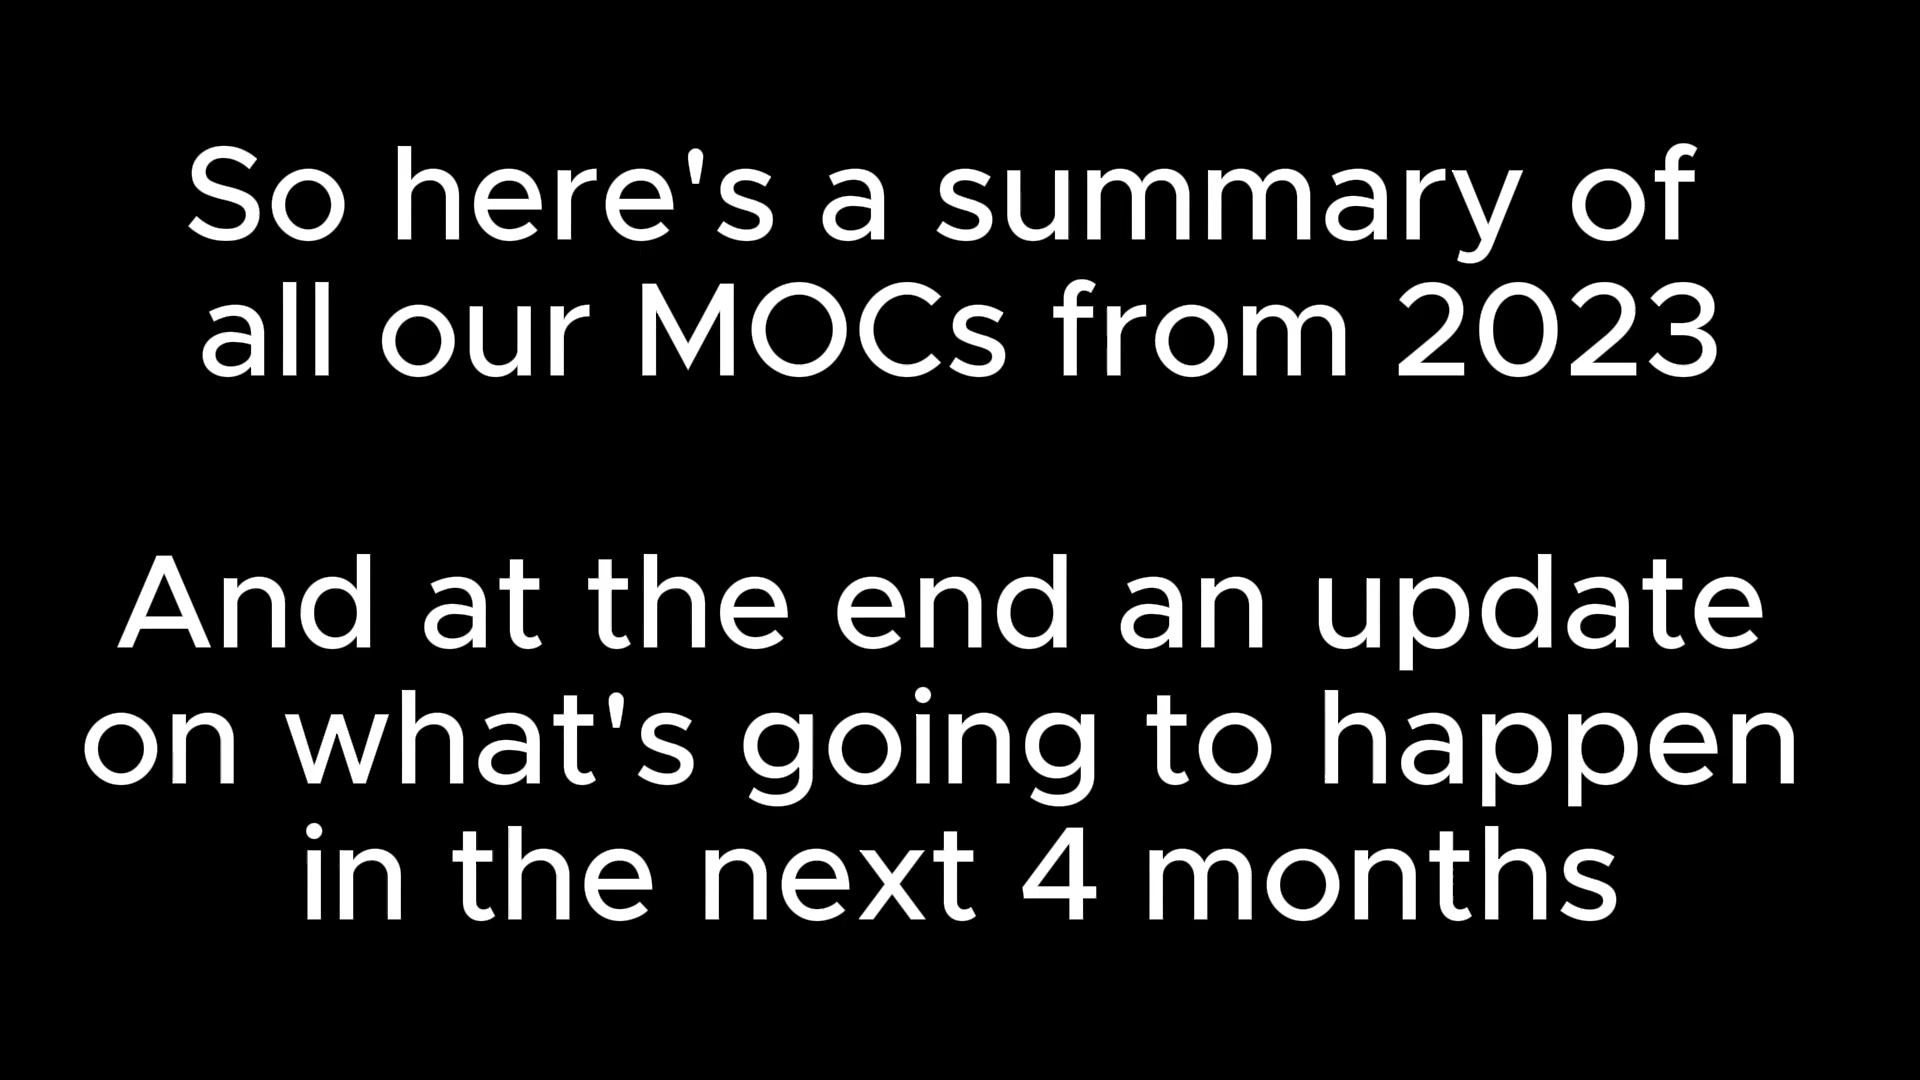 So here's a summary of
all our MOCs from 2023
And at the end an update
on what's going to happen
in the next 4 months